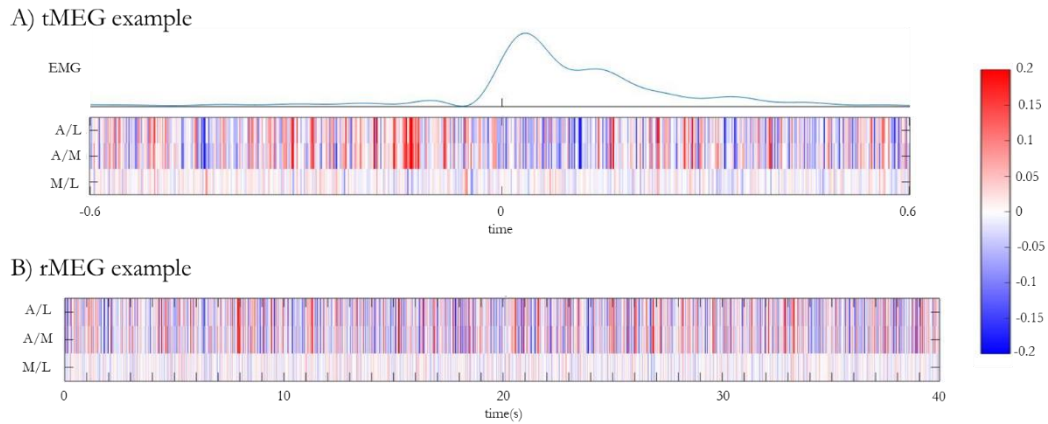 A) tMEG example
EMG
A/L
A/M
M/L
-0.6 0 0.6
time
0.2
0.15
0.1
0.05
0
-0.05
-0.1
-0.15
-0.2
B) rMEG example
A/L
A/M
M/L
0 10 20 30 40
time(s)